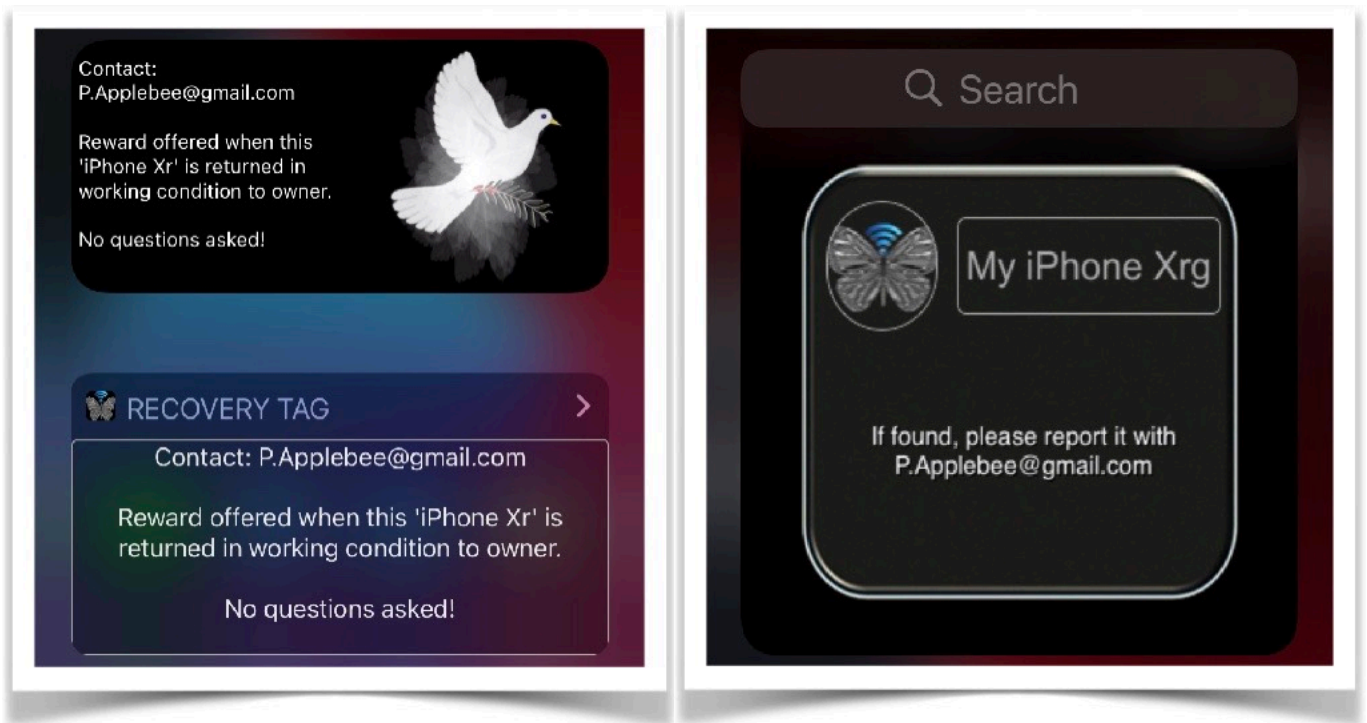 Contact:
P.Applebee@gmail.com
Reward offered when this
'iPhone Xr' is returned in
working condition to owner.
No questions asked!
RECOVERY TAG
Contact: P.Applebee@gmail.com
Reward offered when this 'iPhone Xr' is
returned in working condition to owner.
No questions asked!
Search
My iPhone Xrg
If found, please report it with
P.Applebee@gmail.com